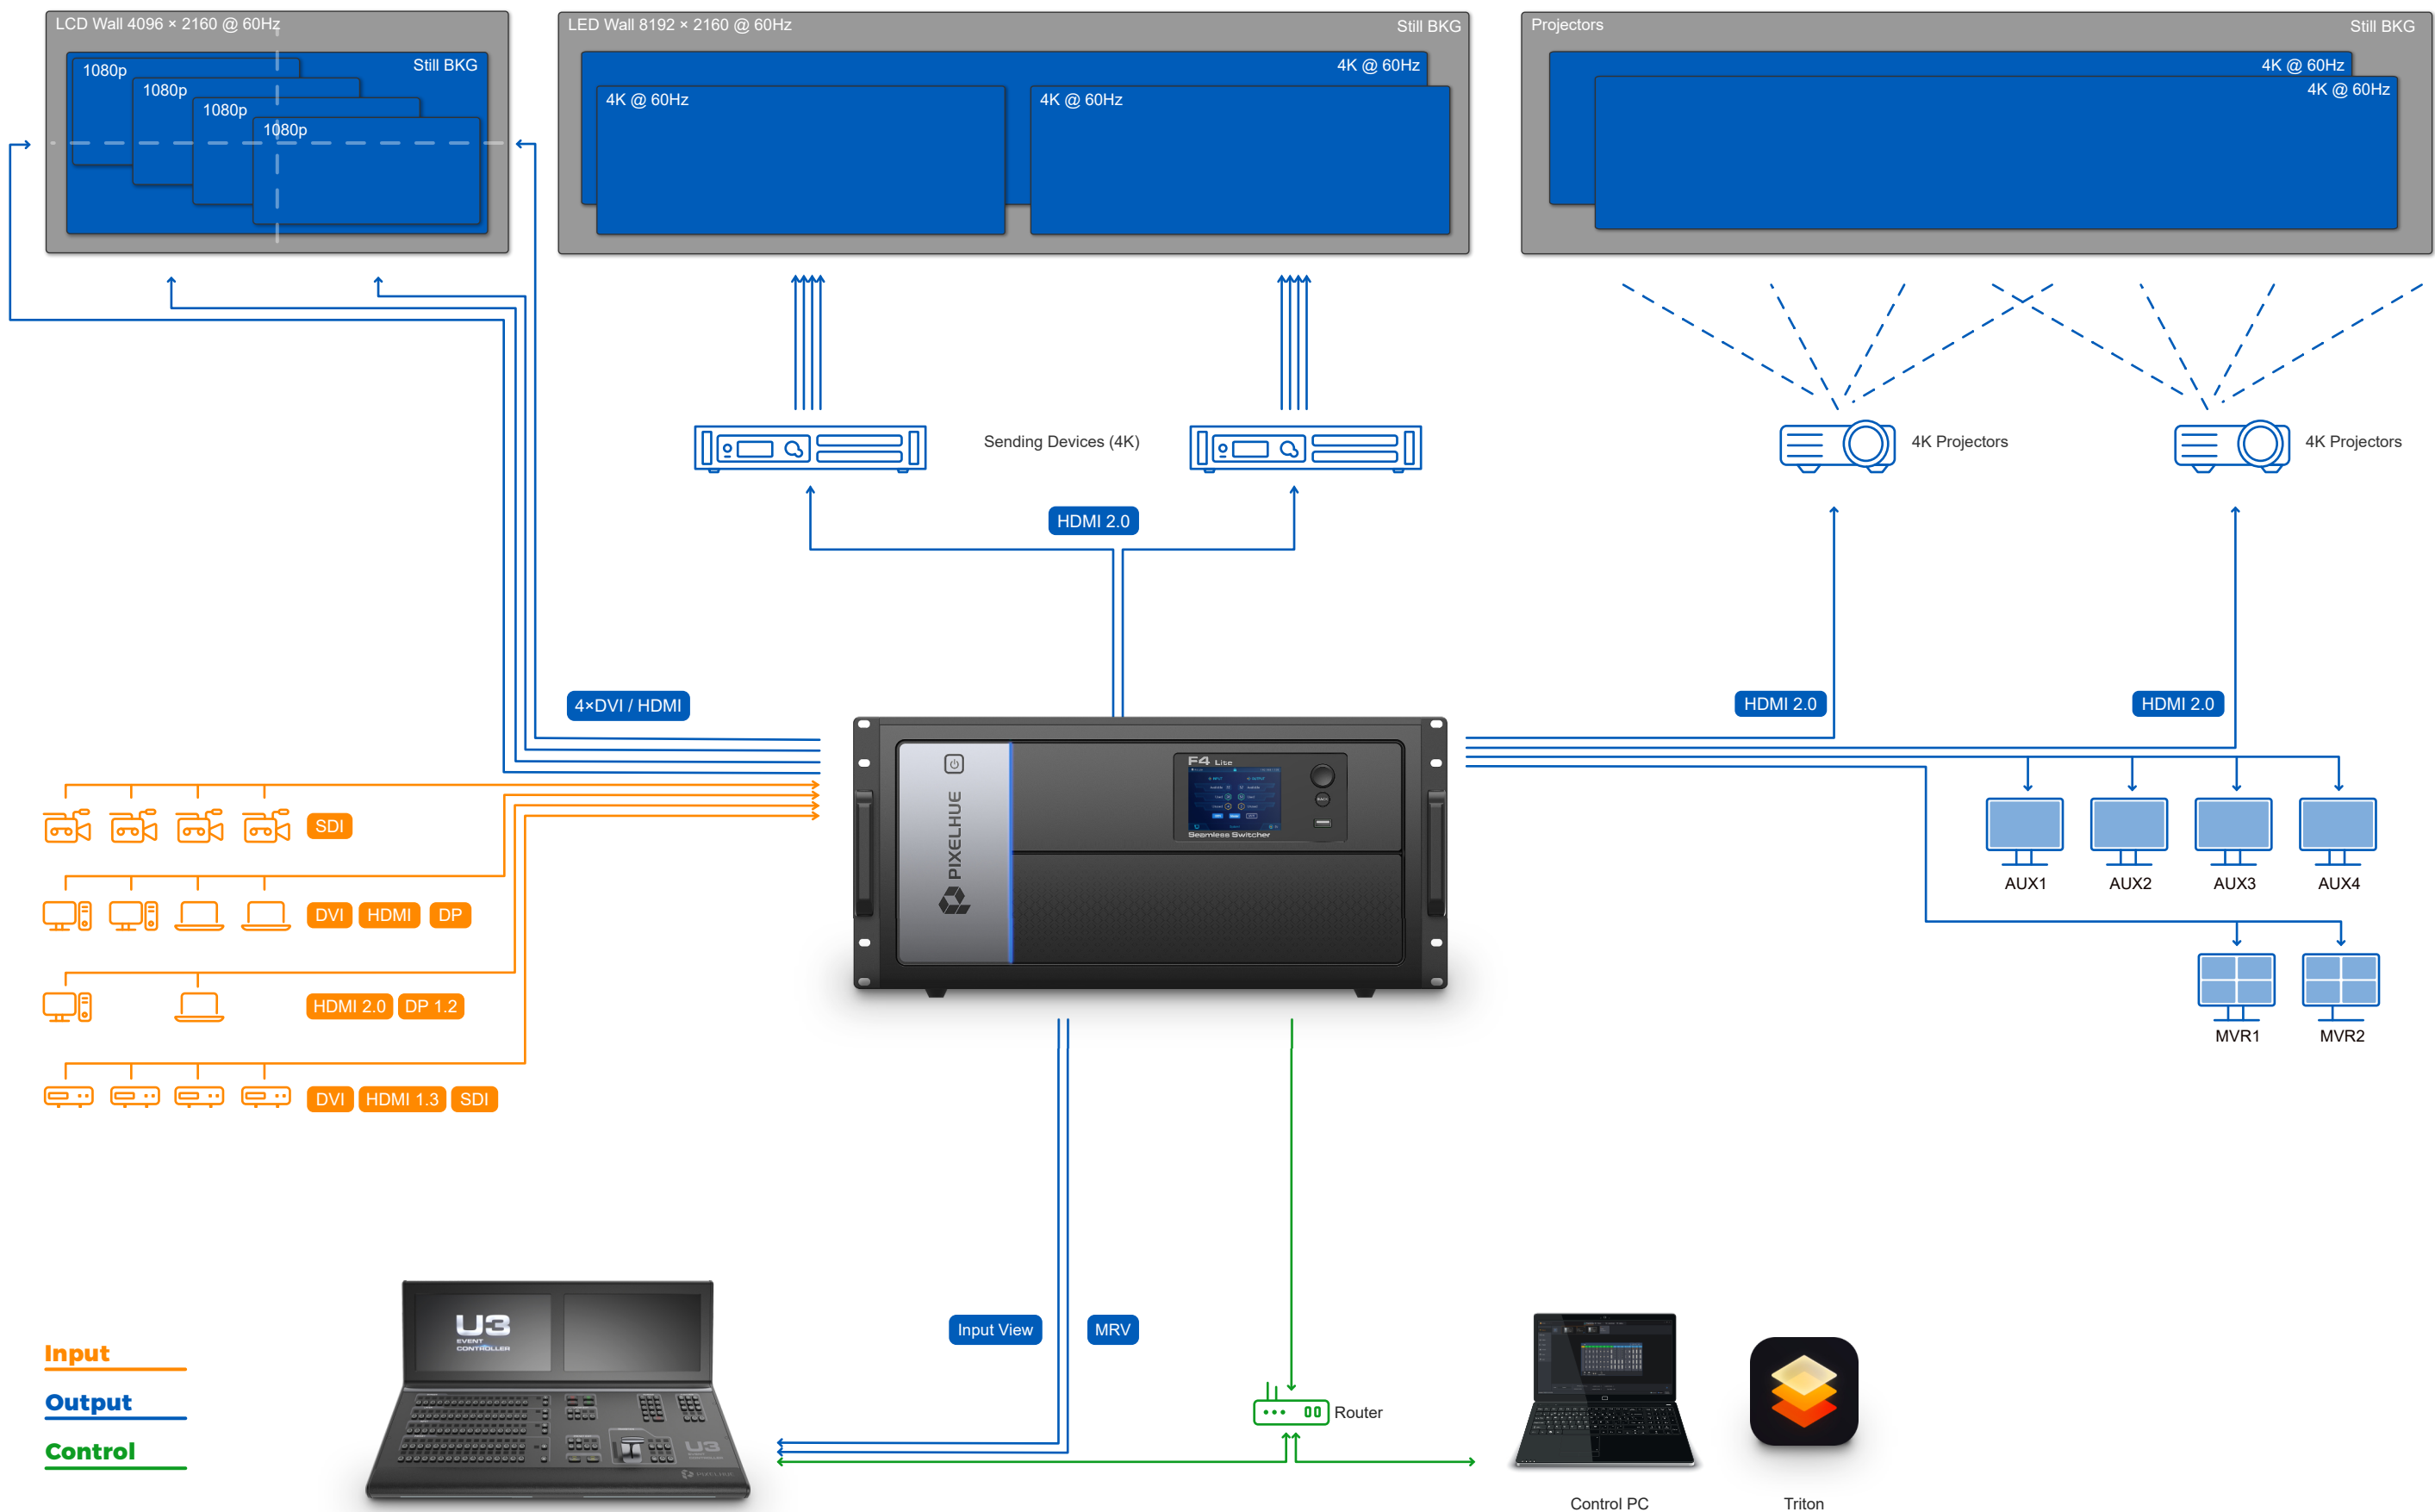 LCD Wall 4096 × 2160 @ 60Hz
Still BKG
1080p
1080p
1080p
1080p
LED Wall 8192 × 2160 @ 60Hz
Still BKG
4K @ 60Hz
4K @ 60Hz
4K @ 60Hz
Projectors
Still BKG
4K @ 60Hz
4K @ 60Hz
Sending Devices (4K)
4K Projectors
4K Projectors
HDMI 2.0
4×DVI / HDMI
HDMI 2.0
HDMI 2.0
F4 Lite
Seamless Switcher
PIXELHUE
SDI
DVI HDMI DP
HDMI 2.0 DP 1.2
DVI HDMI 1.3 SDI
AUX1
AUX2
AUX3
AUX4
MVR1
MVR2
Input View
MRV
U3
EVENT
CONTROLLER
U3
PIXELHUE
Router
Control PC
Triton
Input
Output
Control